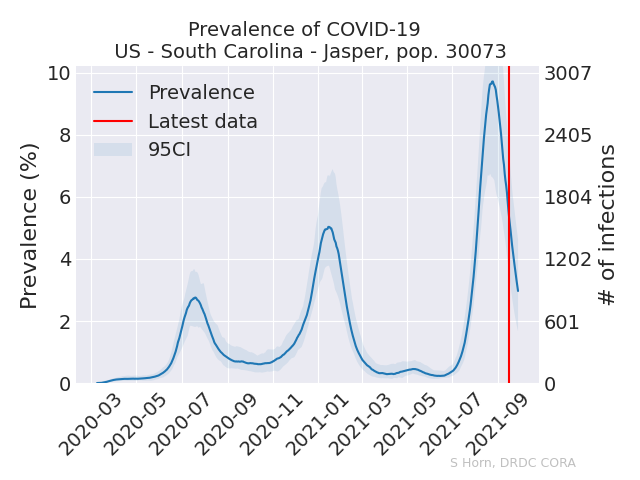 Prevalence of COVID-19
US - South Carolina - Jasper, pop. 30073
Prevalence
Latest data
95CI
Prevalence (%)
10
8
6
4
2
0
3007
2405
1804
1202
601
0
# of infections
2020-03
2020-05
2020-07
2020-09
2020-11
2021-01
2021-03
2021-05
2021-07
2021-09
S Horn, DRDC CORA